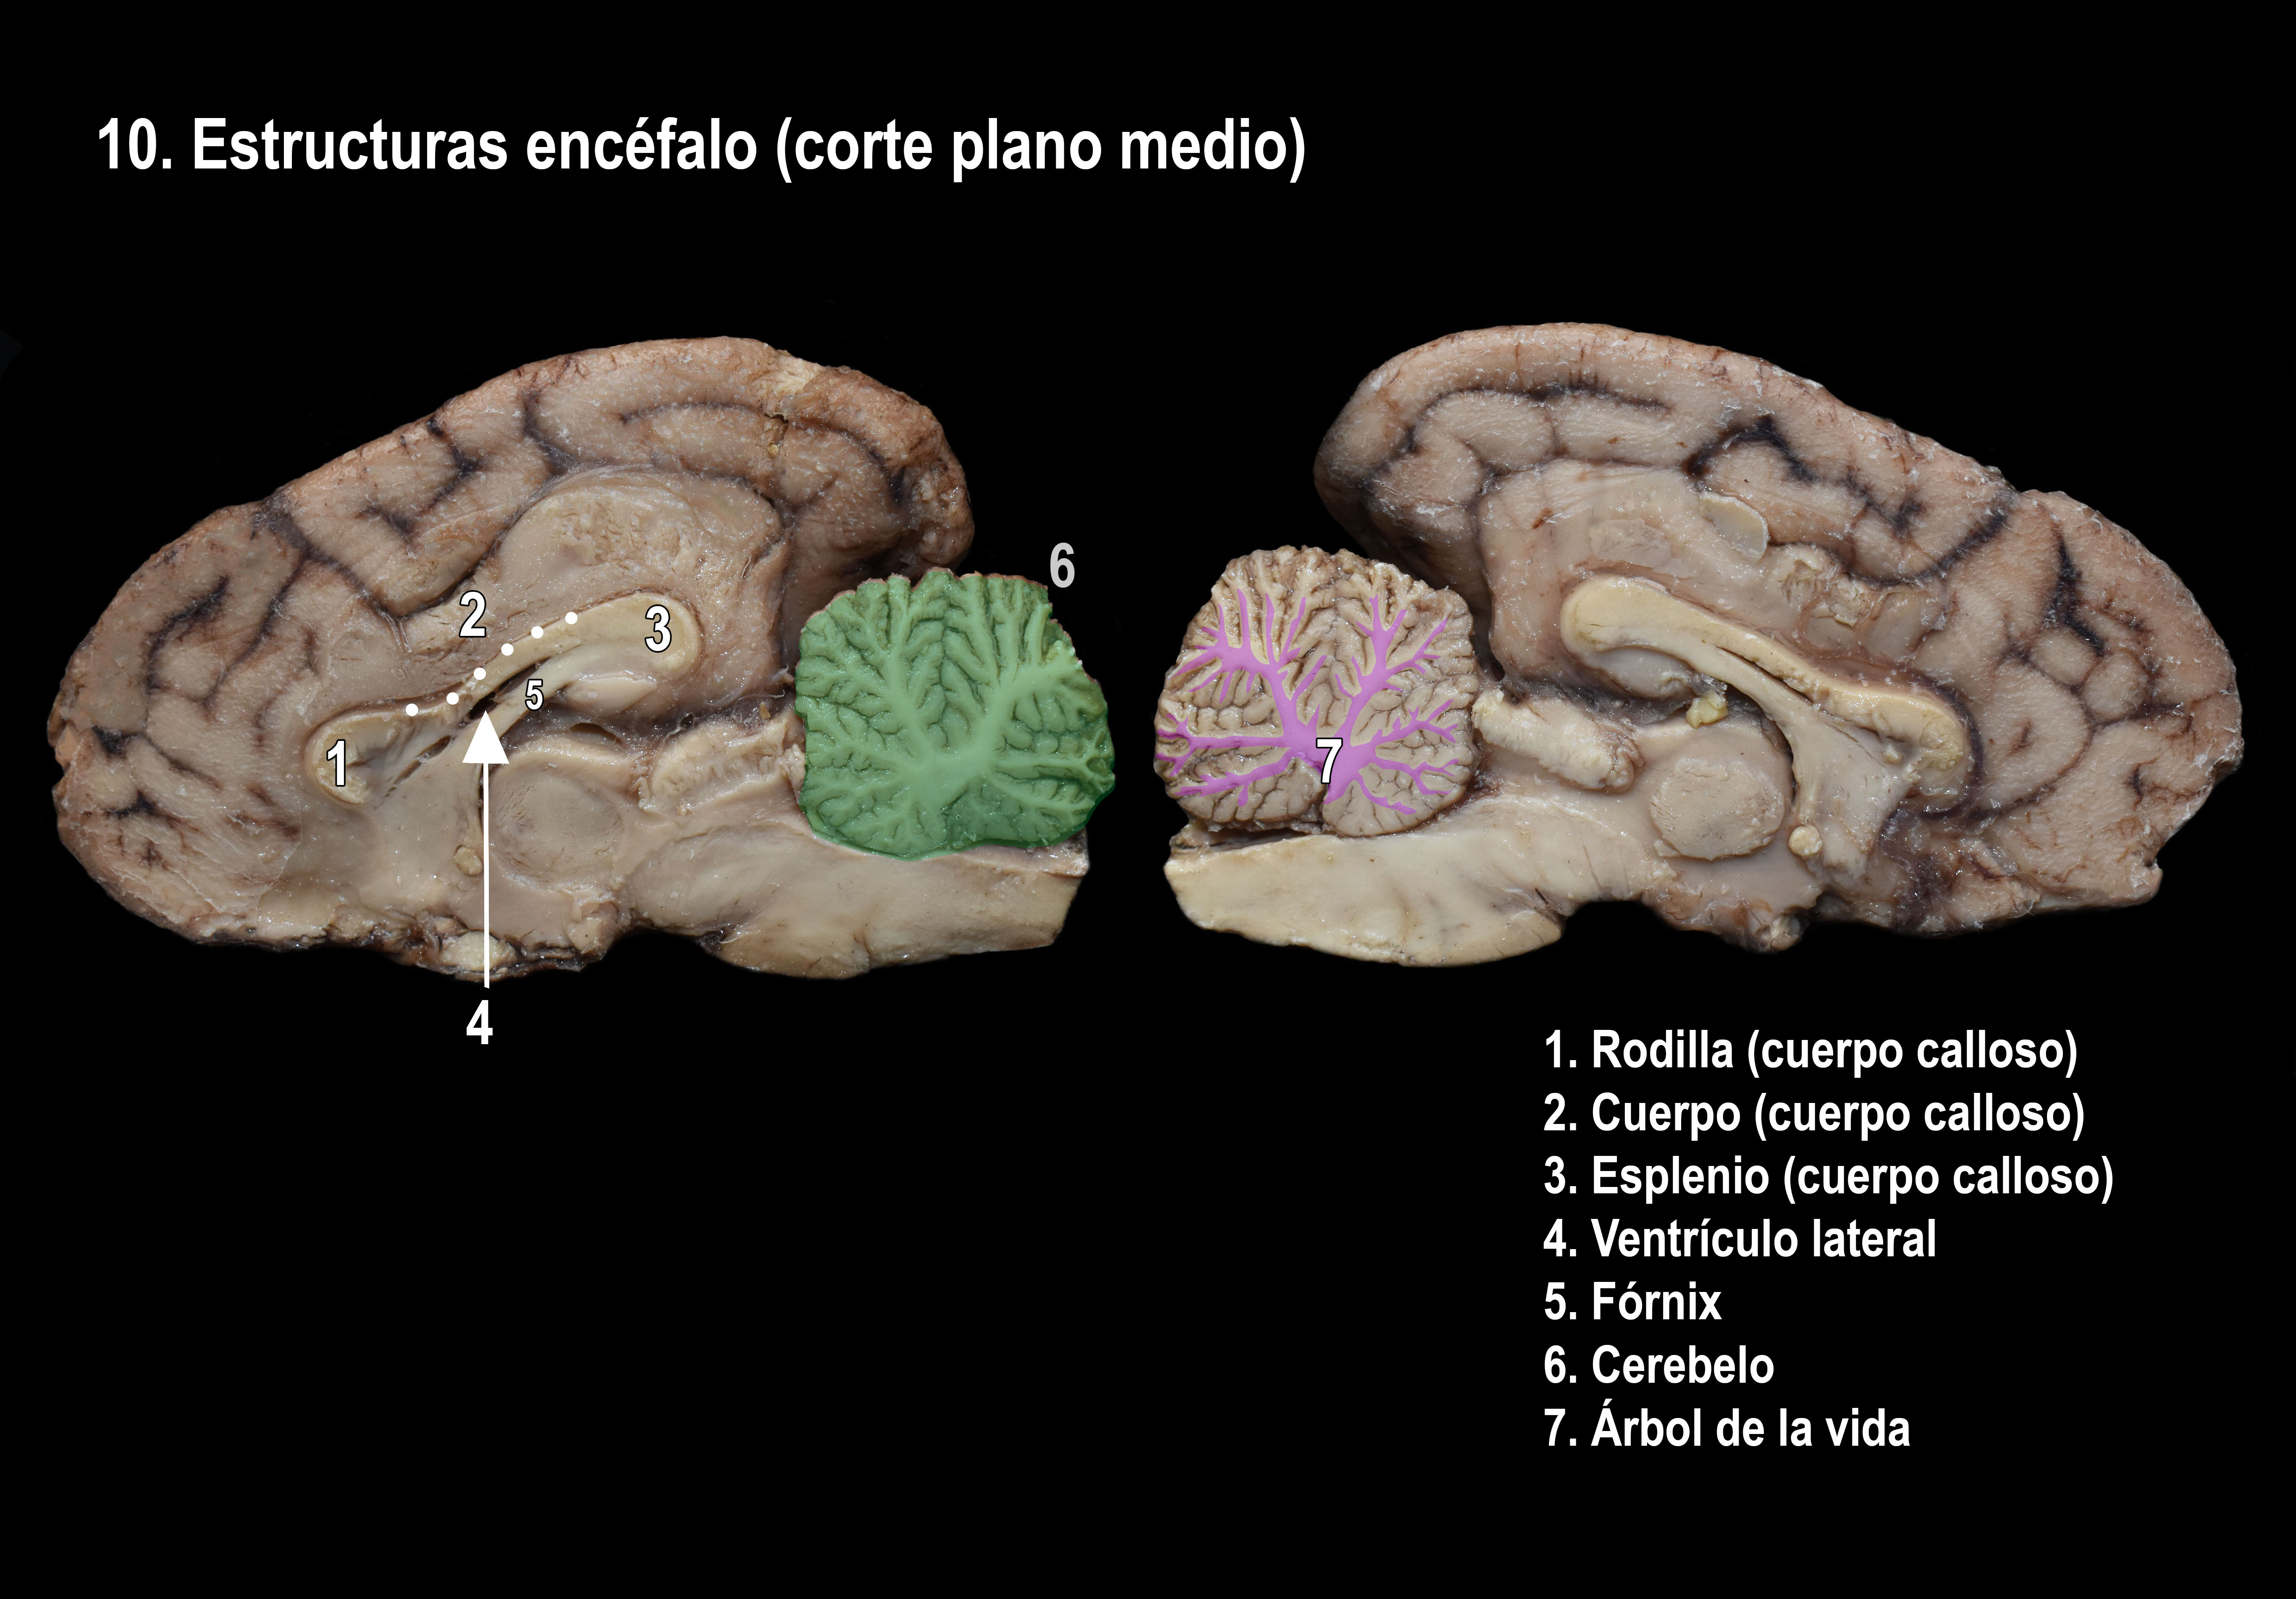 10. Estructuras encéfalo (corte plano medio)
6
2
3
5
1
7
4
1. Rodilla (cuerpo calloso)
2. Cuerpo (cuerpo calloso)
3. Esplenio (cuerpo calloso)
4. Ventrículo lateral
5. Fórnix
6. Cerebelo
7. Árbol de la vida